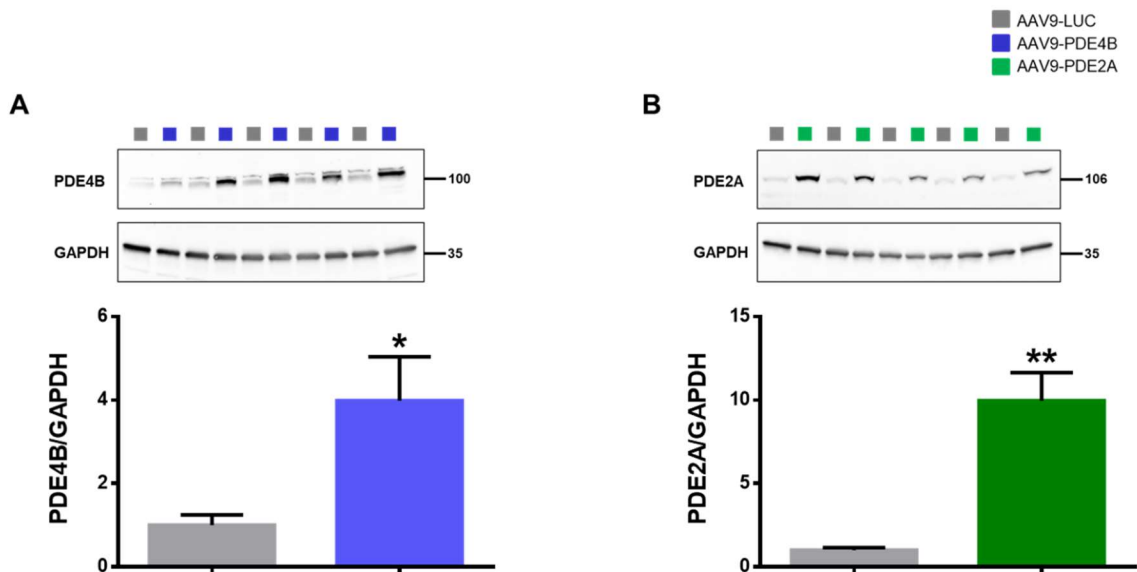 AAV9-LUC
AAV9-PDE4B
AAV9-PDE2A
A
PDE4B
100
GAPDH
35
6
4
2
0
PDE4B/GAPDH
*
B
PDE2A
106
GAPDH
35
15
10
5
0
PDE2A/GAPDH
**